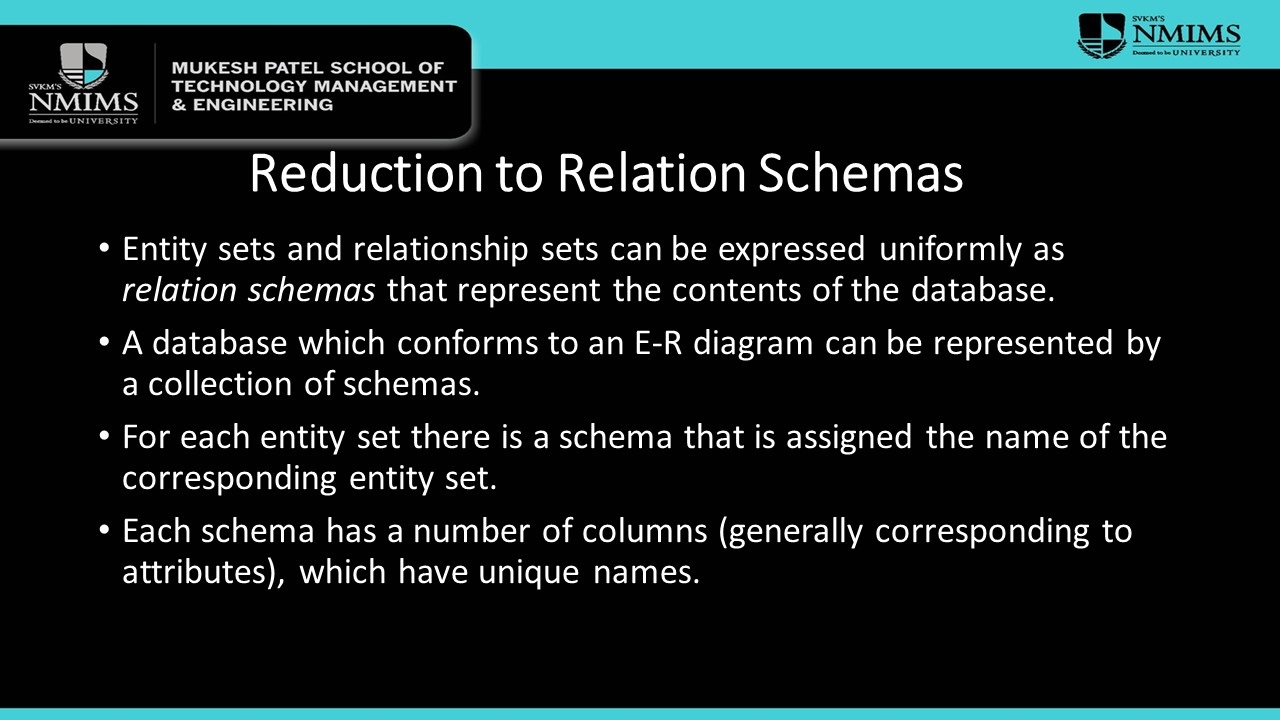 SVKM'S
NMIMS
Deemed to be UNIVERSITY
MUKESH PATEL SCHOOL OF
TECHNOLOGY MANAGEMENT
& ENGINEERING
SVKM'S
NMIMS
Deemed to be UNIVERSITY
Reduction to Relation Schemas
• Entity sets and relationship sets can be expressed uniformly as
relation schemas that represent the contents of the database.
• A database which conforms to an E-R diagram can be represented by
a collection of schemas.
• For each entity set there is a schema that is assigned the name of the
corresponding entity set.
• Each schema has a number of columns (generally corresponding to
attributes), which have unique names.